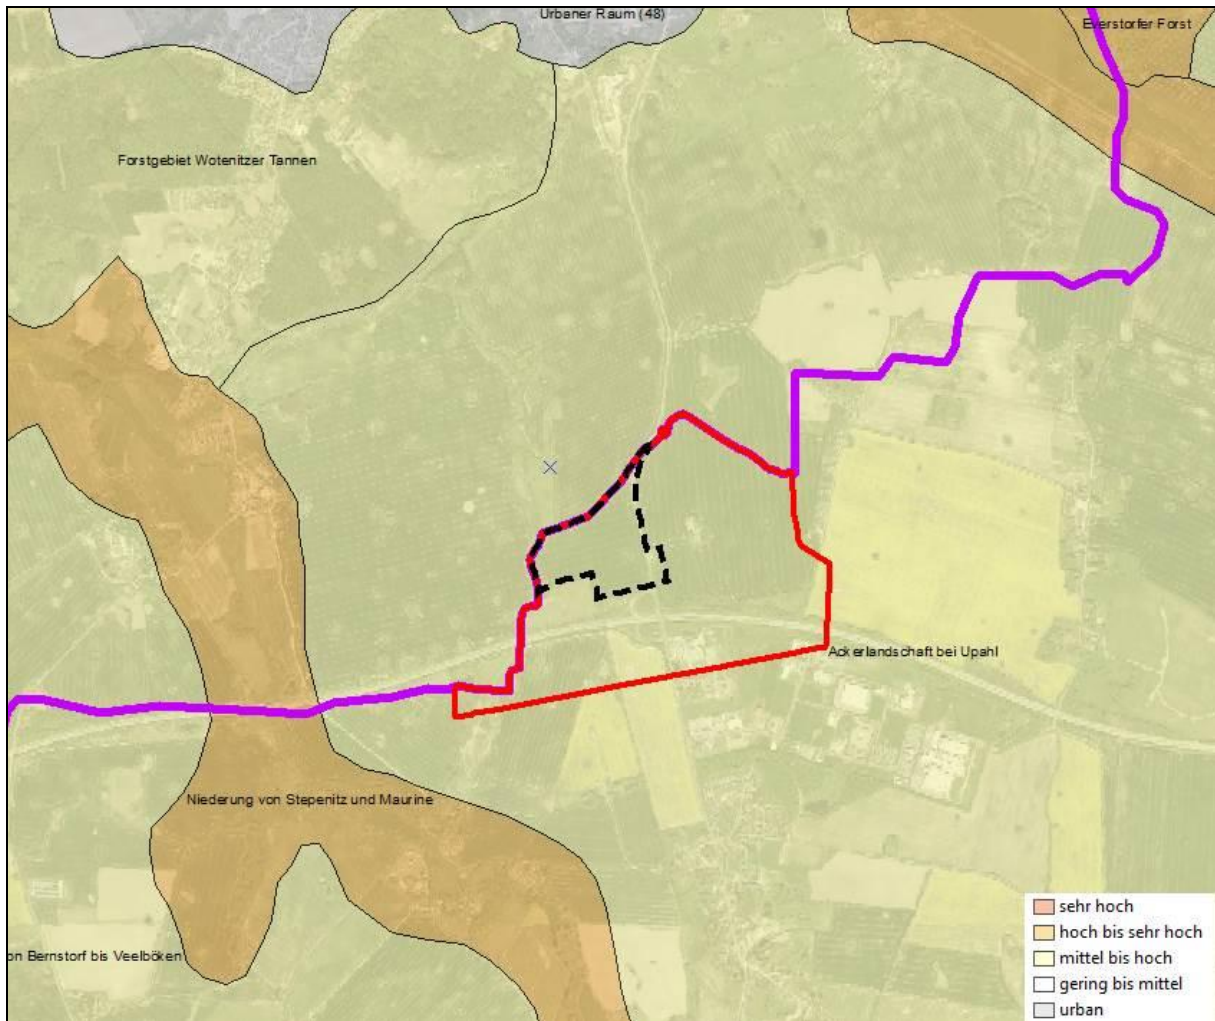 Urbaner Raum (48)
Everstorfer Forst
Forstgebiet Wotenitzer Tannen
Ackerlandschaft bei Upahl
Niederung von Stepenitz und Maurine
on Bernstorf bis Veelböken
sehr hoch
hoch bis sehr hoch
mittel bis hoch
gering bis mittel
urban